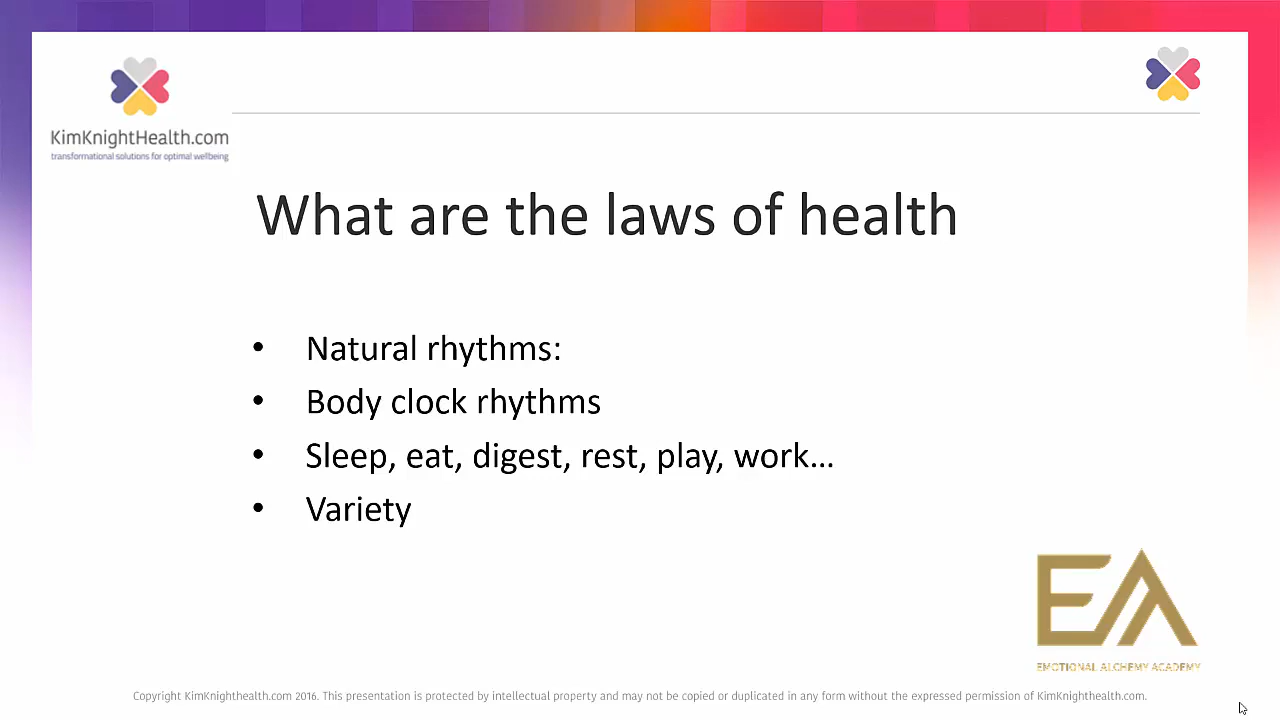 KimKnightHealth.com
transformational solutions for optimal wellbeing
What are the laws of health
• Natural rhythms:
• Body clock rhythms
• Sleep, eat, digest, rest, play, work…
• Variety
EA
EMOTIONAL ALCHEMY ACADEMY
Copyright KimKnighthealth.com 2016. This presentation is protected by intellectual property and may not be copied or duplicated in any form without the expressed permission of KimKnighthealth.com.